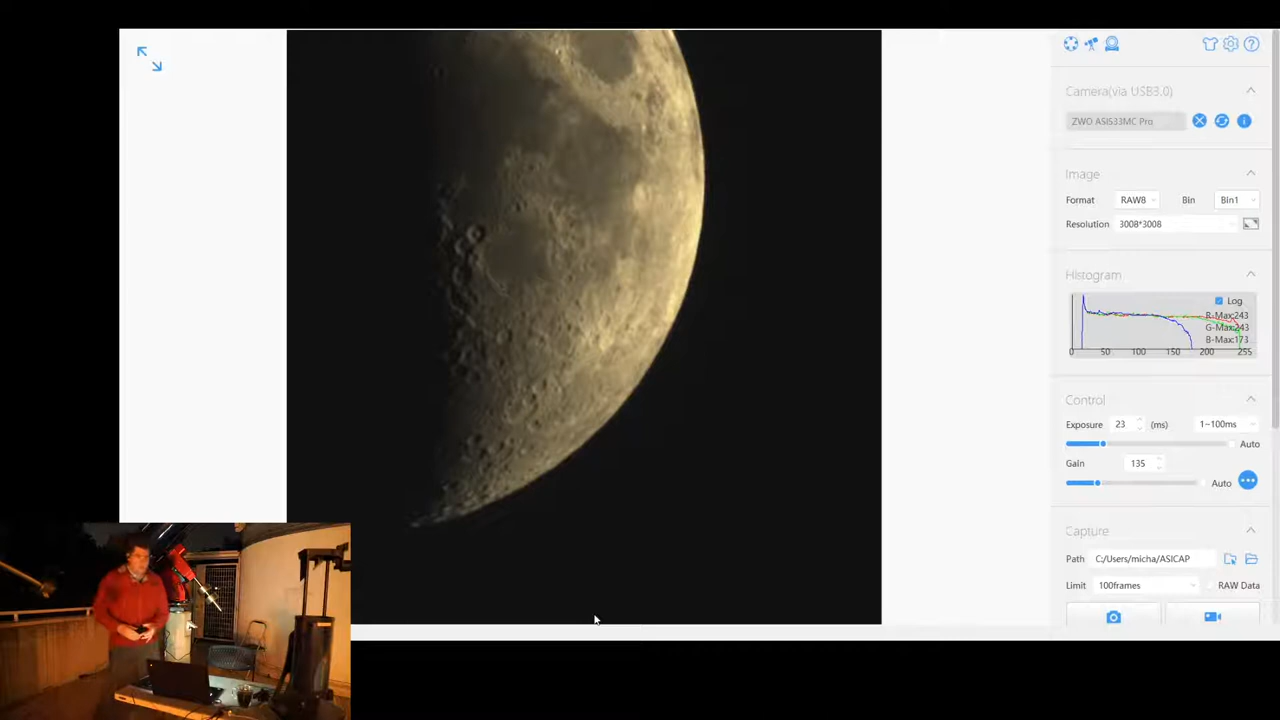 Camera(via USB3.0)
ZWO ASI533MC Pro
Image
Format RAW8 Bin Bin1
Resolution 3008*3008
Histogram
Log
R-Max:243
G-Max:243
B-Max:173
0 50 100 150 200 255
Control
Exposure 23 (ms) 1~100ms
Auto
Gain 135
Auto
Capture
Path C:/Users/micha/ASICAP
Limit 100frames RAW Data